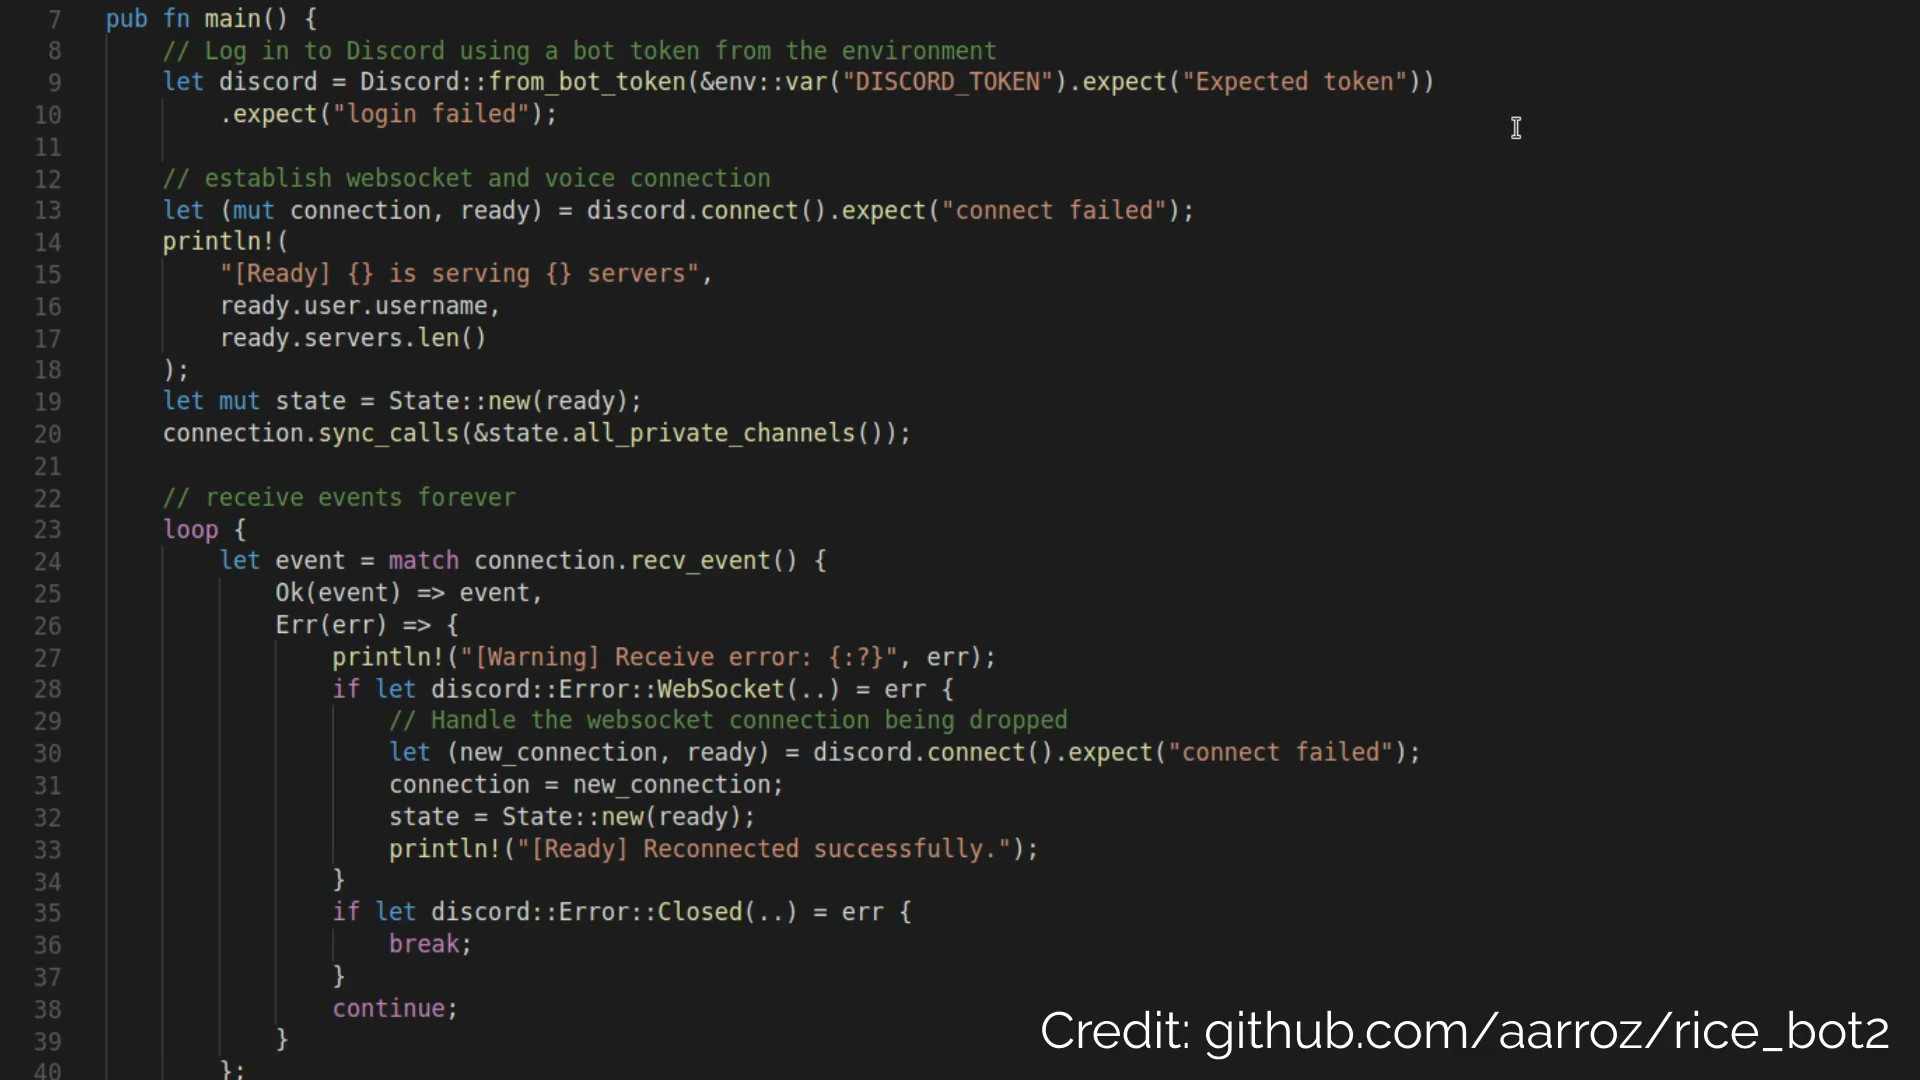 7 pub fn main() {
8 // Log in to Discord using a bot token from the environment
9 let discord = Discord::from_bot_token(&env::var("DISCORD_TOKEN").expect("Expected token"))
10 .expect("login failed");
11
12 // establish websocket and voice connection
13 let (mut connection, ready) = discord.connect().expect("connect failed");
14 println!(
15 "[Ready] {} is serving {} servers",
16 ready.user.username,
17 ready.servers.len()
18 );
19 let mut state = State::new(ready);
20 connection.sync_calls(&state.all_private_channels());
21
22 // receive events forever
23 loop {
24 let event = match connection.recv_event() {
25 Ok(event) => event,
26 Err(err) => {
27 println!("[Warning] Receive error: {:?}", err);
28 if let discord::Error::WebSocket(..) = err {
29 // Handle the websocket connection being dropped
30 let (new_connection, ready) = discord.connect().expect("connect failed");
31 connection = new_connection;
32 state = State::new(ready);
33 println!("[Ready] Reconnected successfully.");
34 }
35 if let discord::Error::Closed(..) = err {
36 break;
37 }
38 continue;
39 }
40 };
Credit: github.com/aarroz/rice_bot2